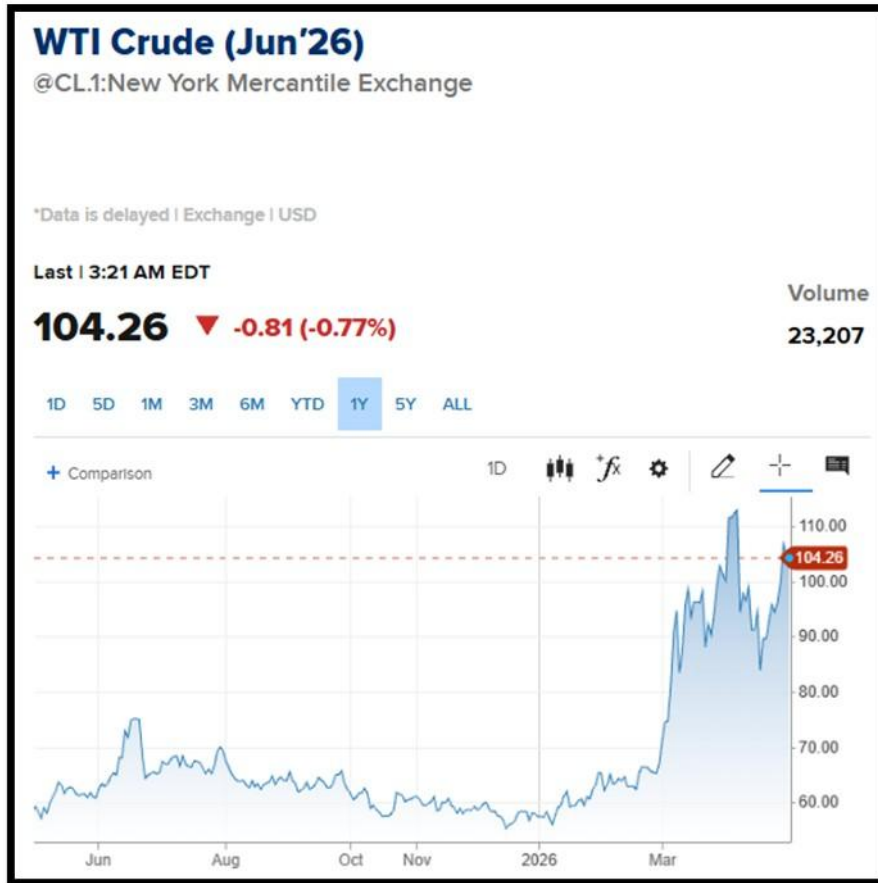 WTI Crude (Jun'26)
@CL.1:New York Mercantile Exchange
*Data is delayed | Exchange | USD
Last | 3:21 AM EDT
Volume
104.26 ▼ -0.81 (-0.77%)
23,207
1D 5D 1M 3M 6M YTD 1Y 5Y ALL
+ Comparison 1D
110.00
104.26
100.00
90.00
80.00
70.00
60.00
Jun Aug Oct Nov 2026 Mar